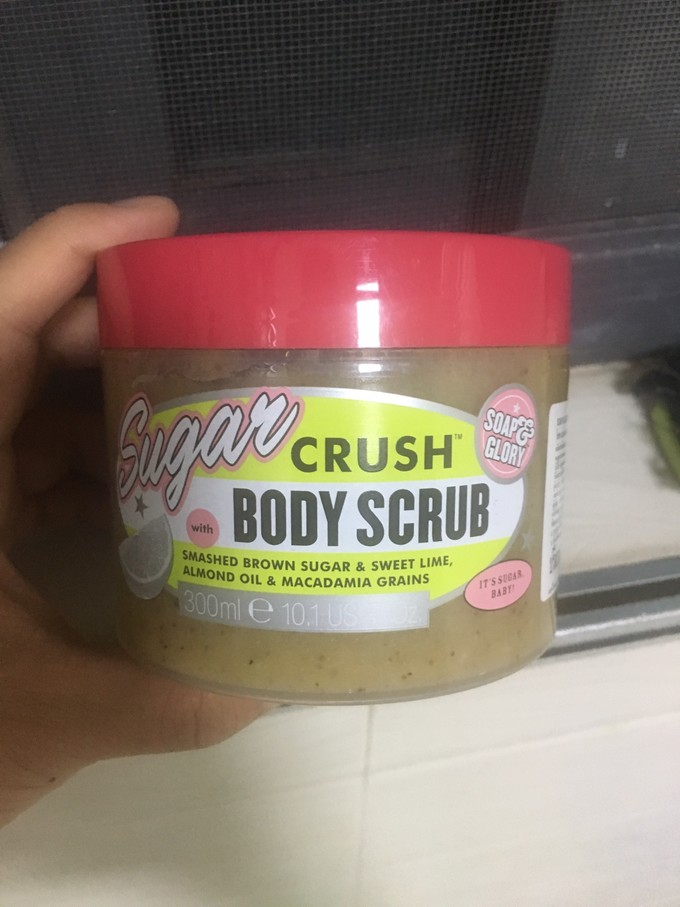 Sugar
CRUSH™
SOAP &
GLORY
with
BODY SCRUB
SMASHED BROWN SUGAR & SWEET LIME,
ALMOND OIL & MACADAMIA GRAINS
300ml ℮ 10.1 US OZ
IT'S SUGAR,
BABY!